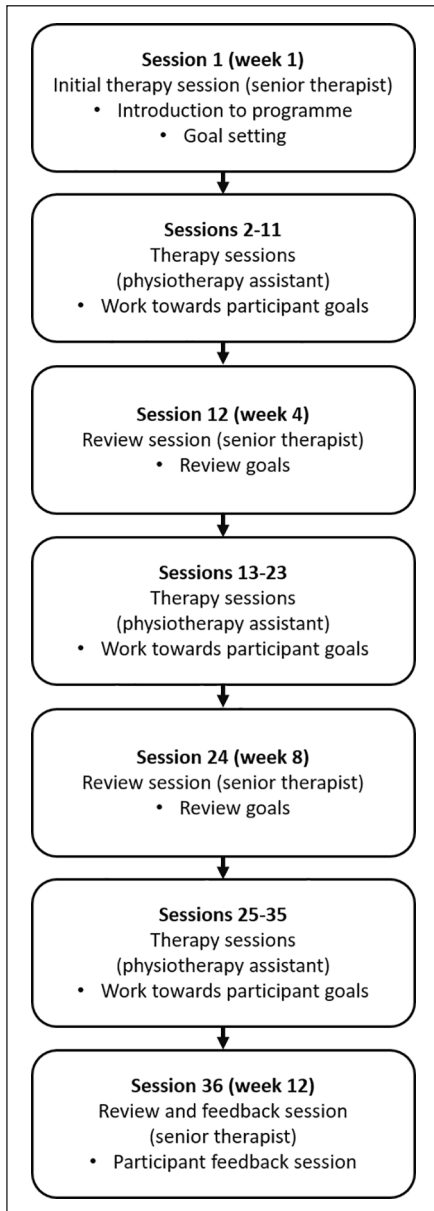 Session 1 (week 1)
Initial therapy session (senior therapist)
• Introduction to programme
• Goal setting
Sessions 2-11
Therapy sessions
(physiotherapy assistant)
• Work towards participant goals
Session 12 (week 4)
Review session (senior therapist)
• Review goals
Sessions 13-23
Therapy sessions
(physiotherapy assistant)
• Work towards participant goals
Session 24 (week 8)
Review session (senior therapist)
• Review goals
Sessions 25-35
Therapy sessions
(physiotherapy assistant)
• Work towards participant goals
Session 36 (week 12)
Review and feedback session
(senior therapist)
• Participant feedback session